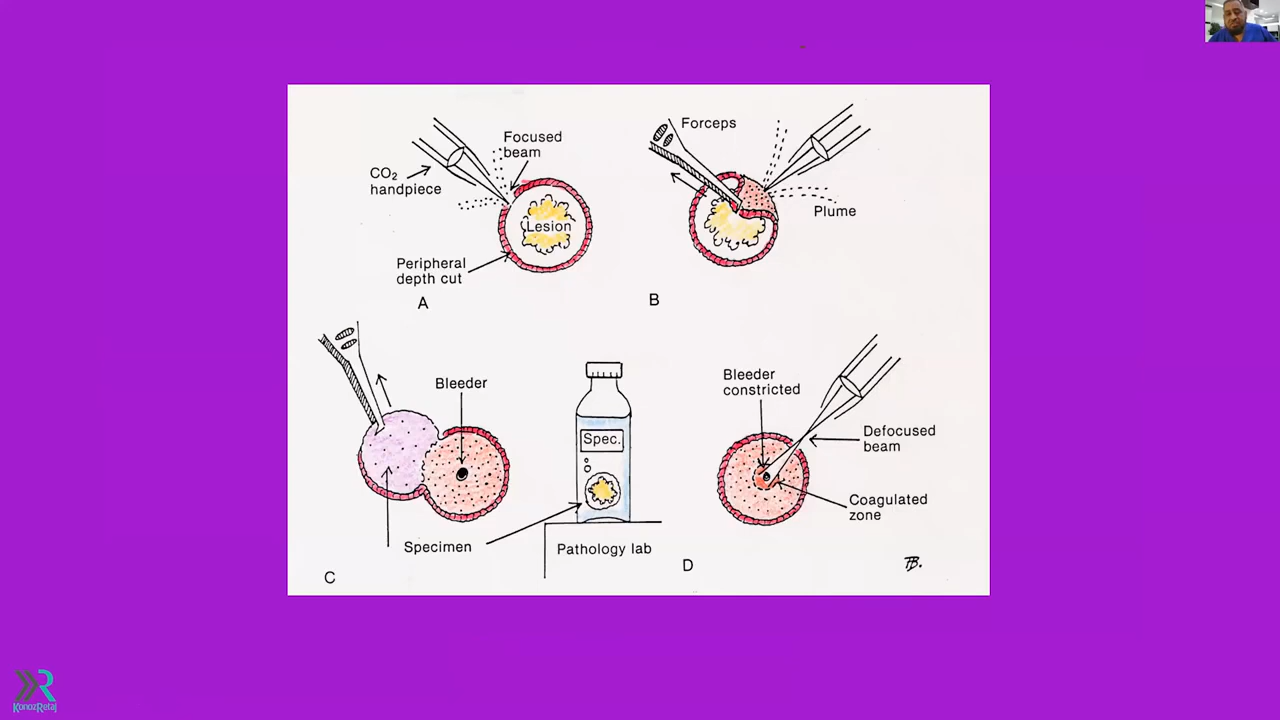 Focused
beam
CO₂
handpiece
Lesion
Peripheral
depth cut
A
Forceps
Plume
B
Bleeder
Spec.
Specimen
Pathology lab
C
Bleeder
constricted
Defocused
beam
Coagulated
zone
D
TB.
KonozRetaj